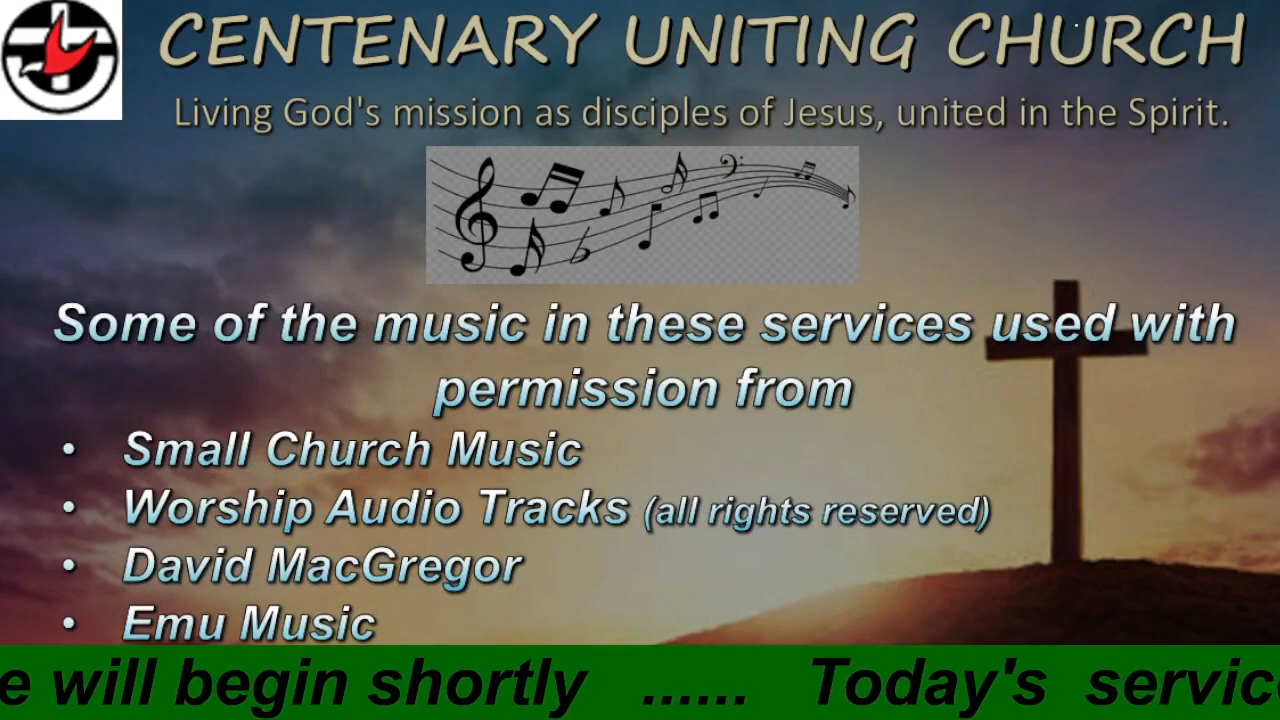 CENTENARY UNITING CHURCH
Living God's mission as disciples of Jesus, united in the Spirit.
Some of the music in these services used with
permission from
• Small Church Music
• Worship Audio Tracks (all rights reserved)
• David MacGregor
• Emu Music
e will begin shortly ...... Today's servic